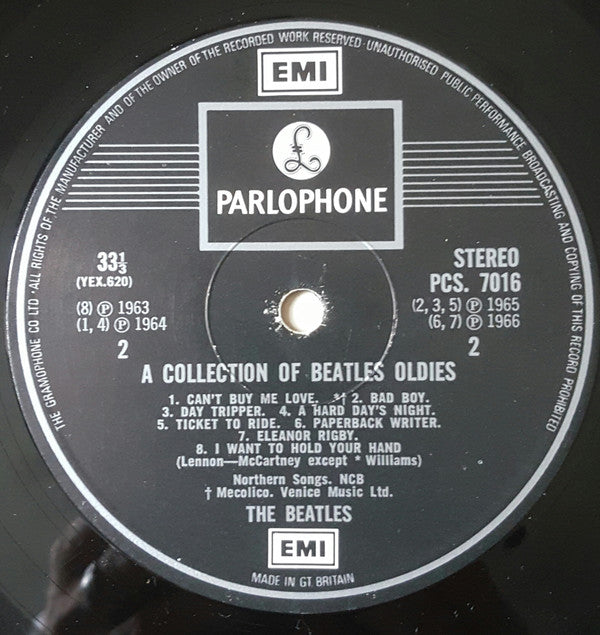 THE GRAMOPHONE CO LTD·ALL RIGHTS OF THE MANUFACTURER AND OF THE OWNER OF THE RECORDED WORK RESERVED·UNAUTHORISED PUBLIC PERFORMANCE BROADCASTING AND COPYING OF THIS RECORD PROHIBITED
EMI
£
PARLOPHONE
33⅓
(YEX.620)
(8) ℗ 1963
(1, 4) ℗ 1964
2
STEREO
PCS. 7016
(2, 3, 5) ℗ 1965
(6, 7) ℗ 1966
2
A COLLECTION OF BEATLES OLDIES
1. CAN'T BUY ME LOVE. *† 2. BAD BOY.
3. DAY TRIPPER. 4. A HARD DAY'S NIGHT.
5. TICKET TO RIDE. 6. PAPERBACK WRITER.
7. ELEANOR RIGBY.
8. I WANT TO HOLD YOUR HAND
(Lennon—McCartney except * Williams)
Northern Songs. NCB
† Mecolico. Venice Music Ltd.
THE BEATLES
EMI
MADE IN GT BRITAIN